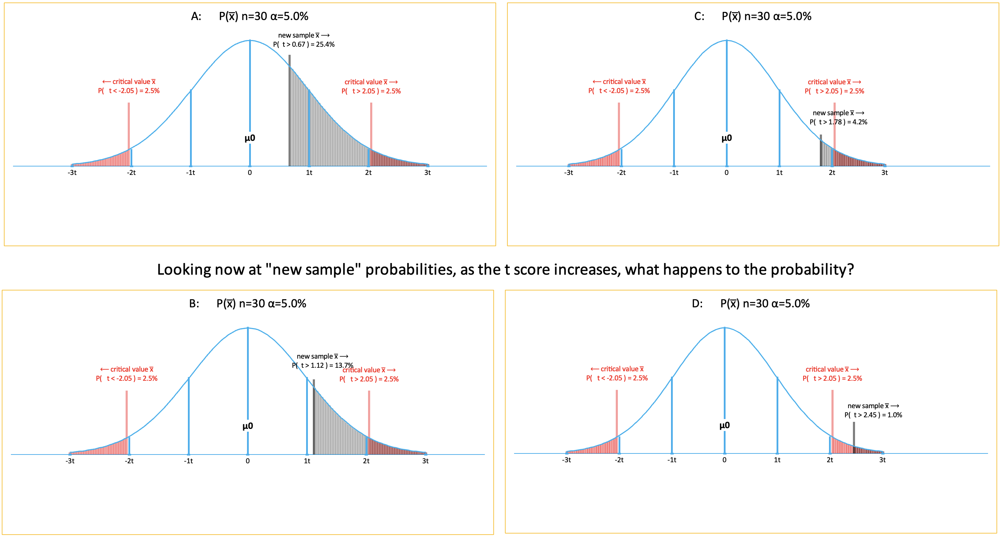 A: P(x̅) n=30 α=5.0%
new sample x̅ →
P( t > 0.67 ) = 25.4%
← critical value x̅
P( t < -2.05 ) = 2.5%
critical value x̅ →
P( t > 2.05 ) = 2.5%
μ0
-3t -2t -1t 0 1t 2t 3t
C: P(x̅) n=30 α=5.0%
← critical value x̅
P( t < -2.05 ) = 2.5%
critical value x̅ →
P( t > 2.05 ) = 2.5%
new sample x̅ →
P( t > 1.78 ) = 4.2%
μ0
-3t -2t -1t 0 1t 2t 3t
Looking now at "new sample" probabilities, as the t score increases, what happens to the probability?
B: P(x̅) n=30 α=5.0%
new sample x̅ →
P( t > 1.12 ) = 13.7%
← critical value x̅
P( t < -2.05 ) = 2.5%
critical value x̅ →
P( t > 2.05 ) = 2.5%
μ0
-3t -2t -1t 0 1t 2t 3t
D: P(x̅) n=30 α=5.0%
← critical value x̅
P( t < -2.05 ) = 2.5%
critical value x̅ →
P( t > 2.05 ) = 2.5%
new sample x̅ →
P( t > 2.45 ) = 1.0%
μ0
-3t -2t -1t 0 1t 2t 3t